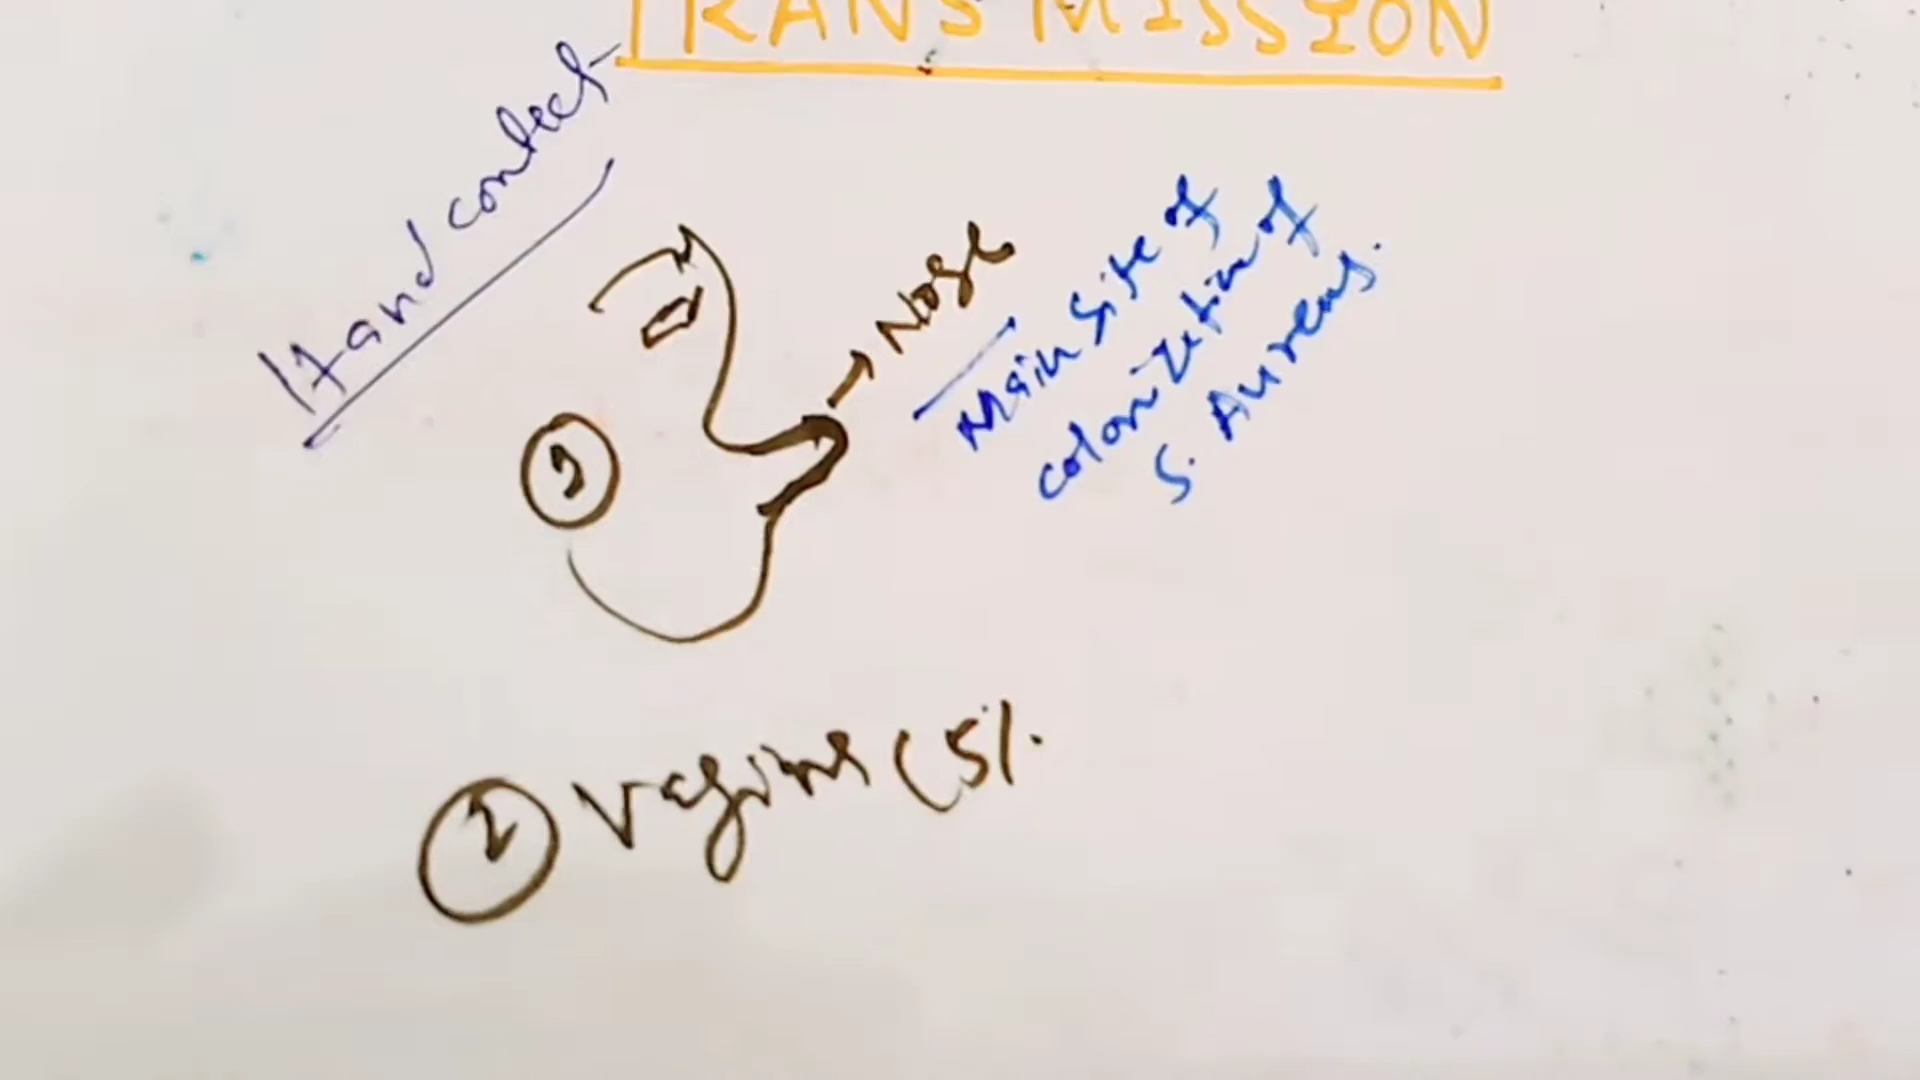 TRANSMISSION
Hand contact
Nose
Main Site of
colonization of
S. Aureus.
1
2 Vagina (5%.